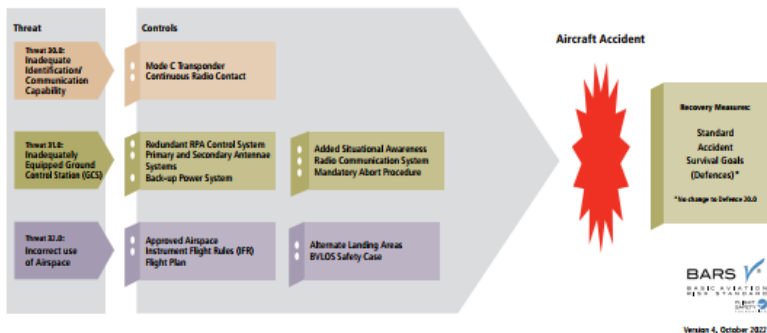 Threat
Controls
Threat 30.0:
Inadequate
Identification/
Communication
Capability
Mode C Transponder
Continuous Radio Contact
Threat 31.0:
Inadequately
Equipped Ground
Control Station (GCS)
Redundant RPA Control System
Primary and Secondary Antennae
Systems
Back-up Power System
Added Situational Awareness
Radio Communication System
Mandatory Abort Procedure
Threat 32.0:
Incorrect use
of Airspace
Approved Airspace
Instrument Flight Rules (IFR)
Flight Plan
Alternate Landing Areas
BVLOS Safety Case
Aircraft Accident
Recovery Measures:
Standard
Accident
Survival Goals
(Defences)*
*No change to Defence 20.0
BARS
BASIC AVIATION
RISK STANDARD
FLIGHT
SAFETY
FOUNDATION
Version 4, October 2022